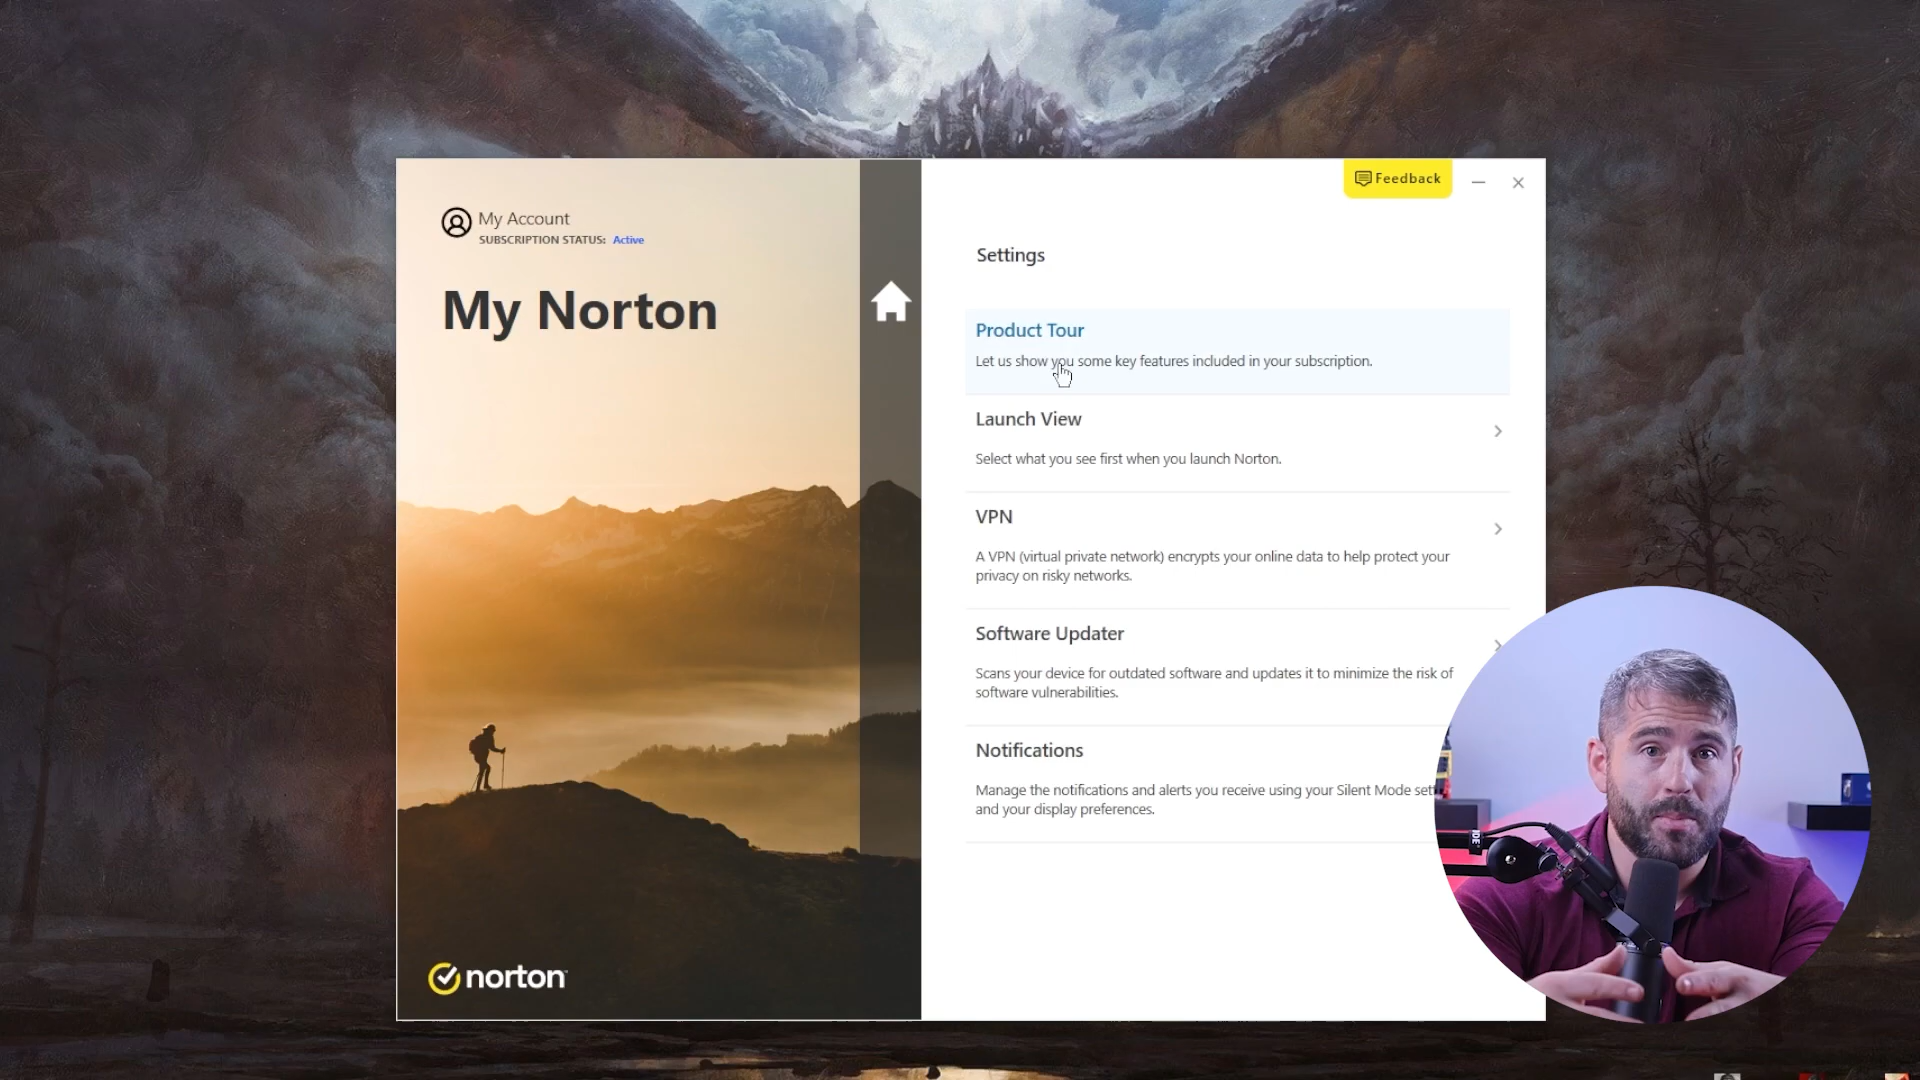 Feedback
My Account
SUBSCRIPTION STATUS: Active
My Norton
Settings
Product Tour
Let us show you some key features included in your subscription.
Launch View
Select what you see first when you launch Norton.
VPN
A VPN (virtual private network) encrypts your online data to help protect your
privacy on risky networks.
Software Updater
Scans your device for outdated software and updates it to minimize the risk of
software vulnerabilities.
Notifications
Manage the notifications and alerts you receive using your Silent Mode
and your display preferences.
norton